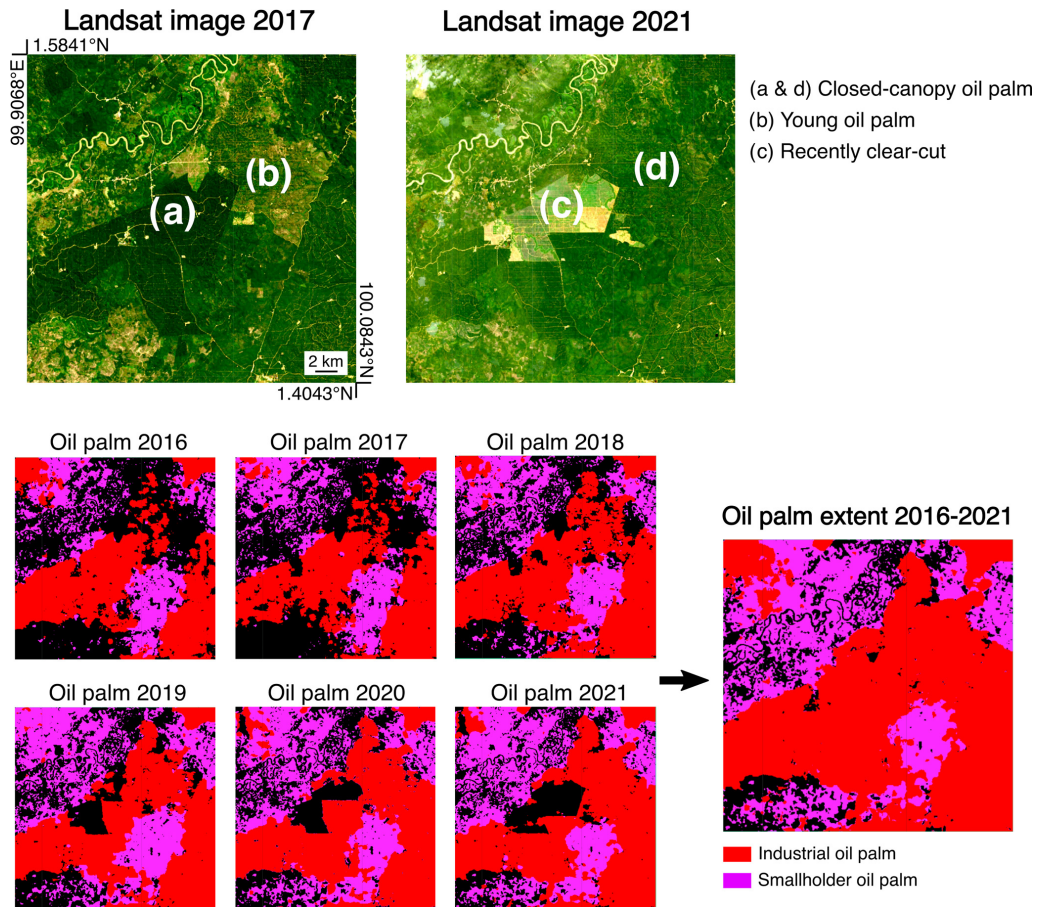 Landsat image 2017
Landsat image 2021
1.5841°N
99.9068°E
(a & d) Closed-canopy oil palm
(b) Young oil palm
(c) Recently clear-cut
(b)
(a)
(d)
(c)
100.0843°E
2 km
1.4043°N
Oil palm 2016
Oil palm 2017
Oil palm 2018
Oil palm extent 2016-2021
Oil palm 2019
Oil palm 2020
Oil palm 2021
Industrial oil palm
Smallholder oil palm